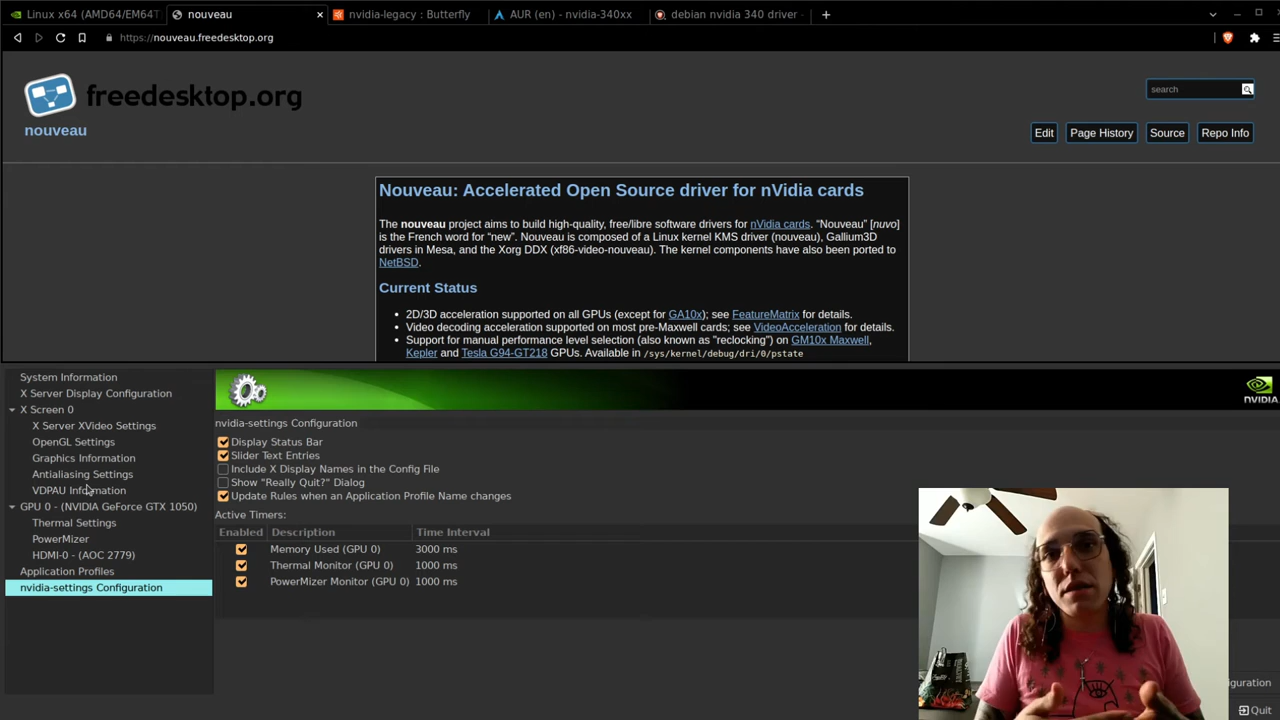 Linux x64 (AMD64/EM64T
nouveau
nvidia-legacy : Butterfly
AUR (en) - nvidia-340xx
debian nvidia 340 driver -
https://nouveau.freedesktop.org
freedesktop.org
search
nouveau
Edit
Page History
Source
Repo Info
Nouveau: Accelerated Open Source driver for nVidia cards
The nouveau project aims to build high-quality, free/libre software drivers for nVidia cards. “Nouveau” [nuvo]
is the French word for “new”. Nouveau is composed of a Linux kernel KMS driver (nouveau), Gallium3D
drivers in Mesa, and the Xorg DDX (xf86-video-nouveau). The kernel components have also been ported to
NetBSD.
Current Status
2D/3D acceleration supported on all GPUs (except for GA10x); see FeatureMatrix for details.
Video decoding acceleration supported on most pre-Maxwell cards; see VideoAcceleration for details.
Support for manual performance level selection (also known as "reclocking") on GM10x Maxwell,
Kepler and Tesla G94-GT218 GPUs. Available in /sys/kernel/debug/dri/0/pstate
System Information
X Server Display Configuration
X Screen 0
X Server XVideo Settings
OpenGL Settings
Graphics Information
Antialiasing Settings
VDPAU Information
GPU 0 - (NVIDIA GeForce GTX 1050)
Thermal Settings
PowerMizer
HDMI-0 - (AOC 2779)
Application Profiles
nvidia-settings Configuration
NVIDIA
nvidia-settings Configuration
Display Status Bar
Slider Text Entries
Include X Display Names in the Config File
Show "Really Quit?" Dialog
Update Rules when an Application Profile Name changes
Active Timers:
Enabled Description Time Interval
Memory Used (GPU 0) 3000 ms
Thermal Monitor (GPU 0) 1000 ms
PowerMizer Monitor (GPU 0) 1000 ms
guration
Quit